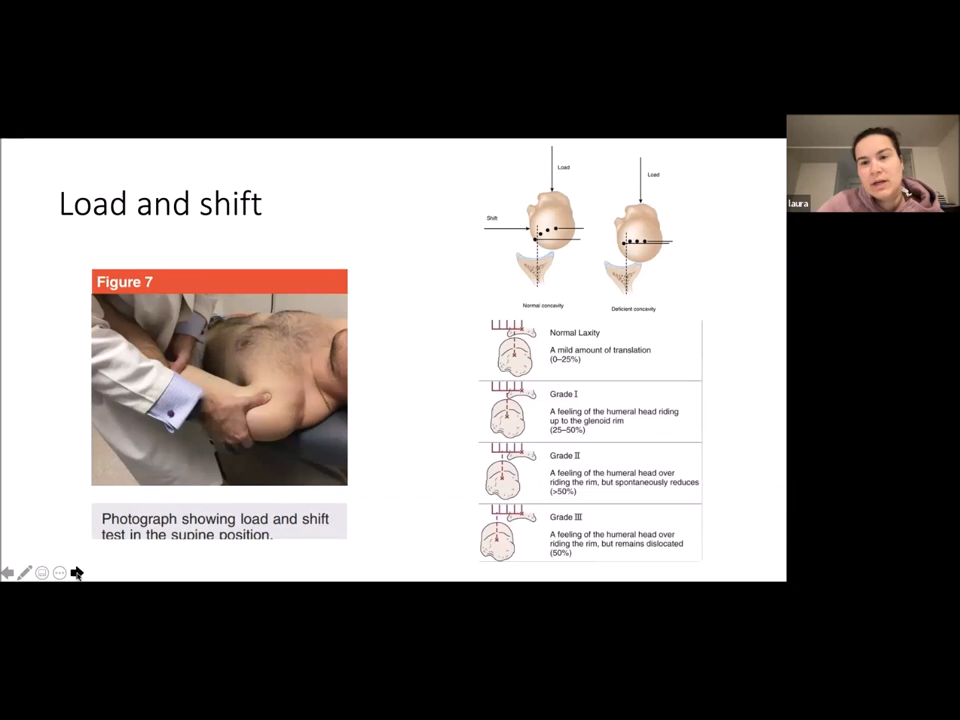 Load and shift
Figure 7
Photograph showing load and shift
test in the supine position.
Load
Load
Shift
Normal concavity
Deficient concavity
Normal Laxity
A mild amount of translation
(0–25%)
Grade I
A feeling of the humeral head riding
up to the glenoid rim
(25–50%)
Grade II
A feeling of the humeral head over
riding the rim, but spontaneously reduces
(>50%)
Grade III
A feeling of the humeral head over
riding the rim, but remains dislocated
(50%)
laura